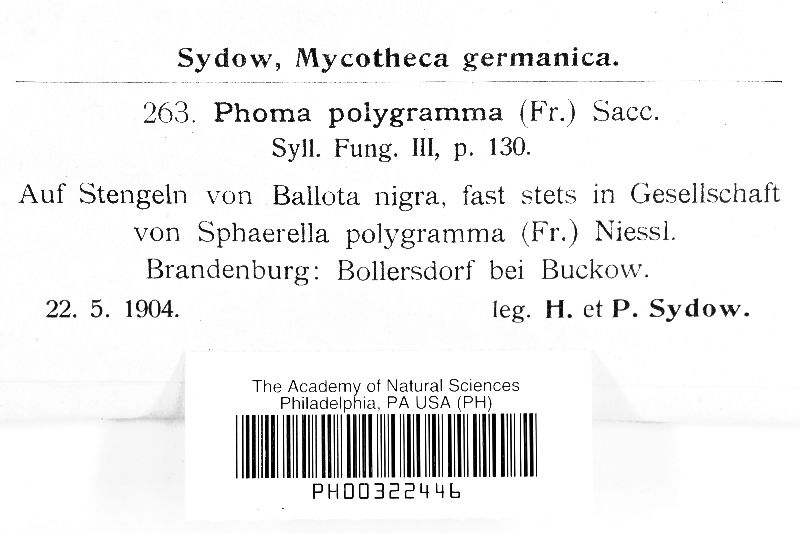 Sydow, Mycotheca germanica.
263. Phoma polygramma (Fr.) Sacc.
Syll. Fung. III, p. 130.
Auf Stengeln von Ballota nigra, fast stets in Gesellschaft
von Sphaerella polygramma (Fr.) Niessl.
Brandenburg: Bollersdorf bei Buckow.
22. 5. 1904. leg. H. et P. Sydow.
The Academy of Natural Sciences
Philadelphia, PA USA (PH)
PH00322446